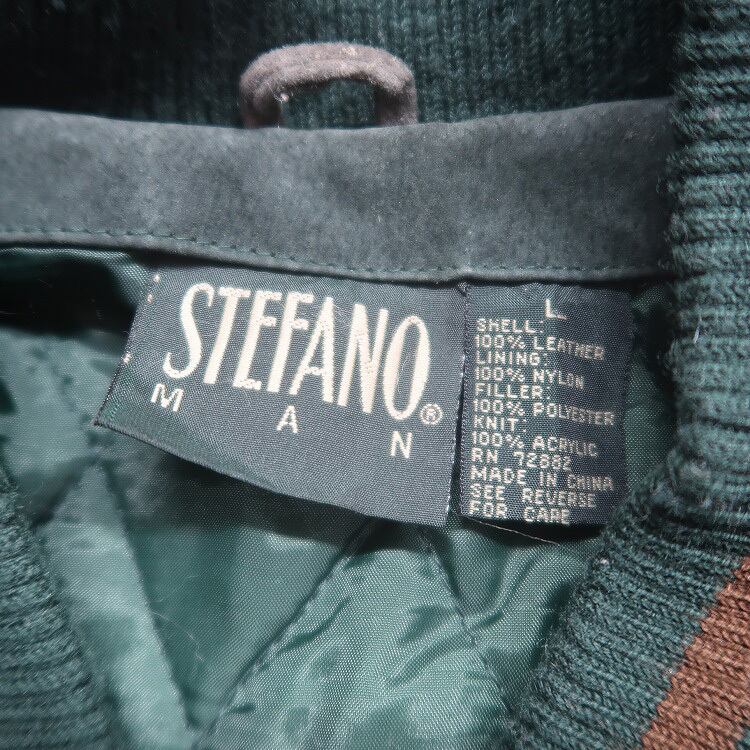 STEFANO®
MAN
L
SHELL:
100% LEATHER
LINING:
100% NYLON
FILLER:
100% POLYESTER
KNIT:
100% ACRYLIC
RN 72882
MADE IN CHINA
SEE REVERSE
FOR CARE